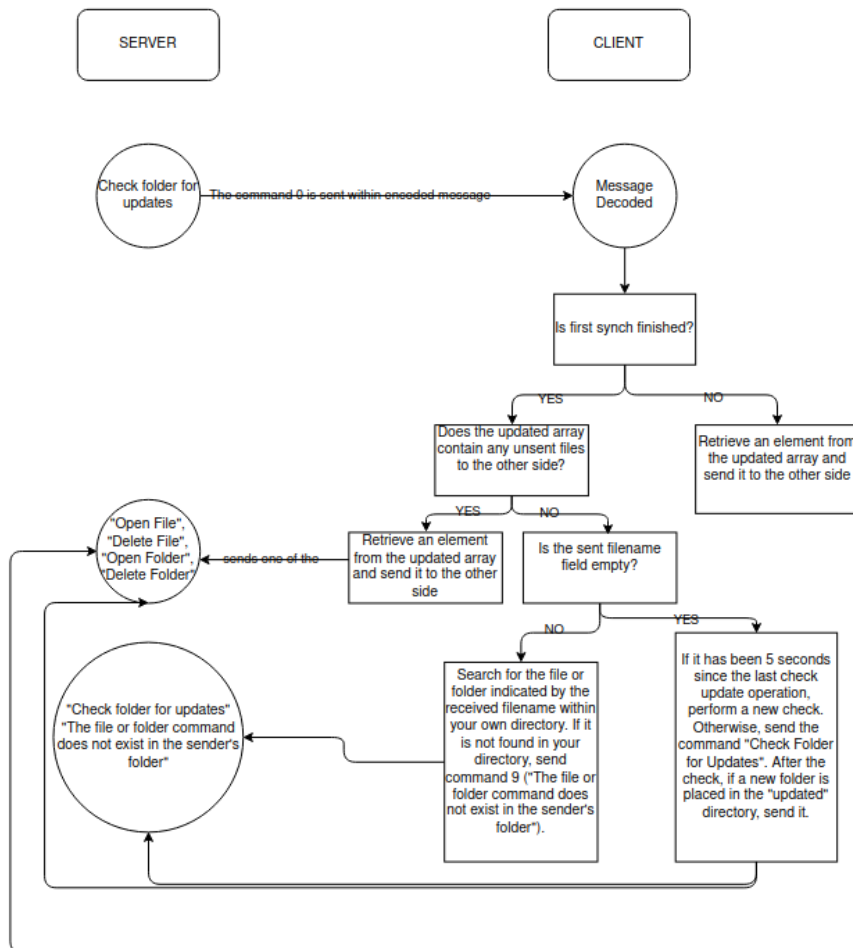 SERVER
CLIENT
Check folder for
updates
The command 0 is sent within encoded message
Message
Decoded
Is first synch finished?
YES
NO
Does the updated array
contain any unsent files
to the other side?
Retrieve an element from
the updated array and
send it to the other side
YES
NO
"Open File",
"Delete File",
"Open Folder",
"Delete Folder"
sends one of the
Retrieve an element
from the updated array
and send it to the other
side
Is the sent filename
field empty?
NO
YES
"Check folder for updates"
"The file or folder command
does not exist in the sender's
folder"
Search for the file or
folder indicated by the
received filename within
your own directory. If it
is not found in your
directory, send
command 9 ("The file or
folder command does
not exist in the sender's
folder").
If it has been 5 seconds
since the last check
update operation,
perform a new check.
Otherwise, send the
command "Check Folder
for Updates". After the
check, if a new folder is
placed in the "updated"
directory, send it.